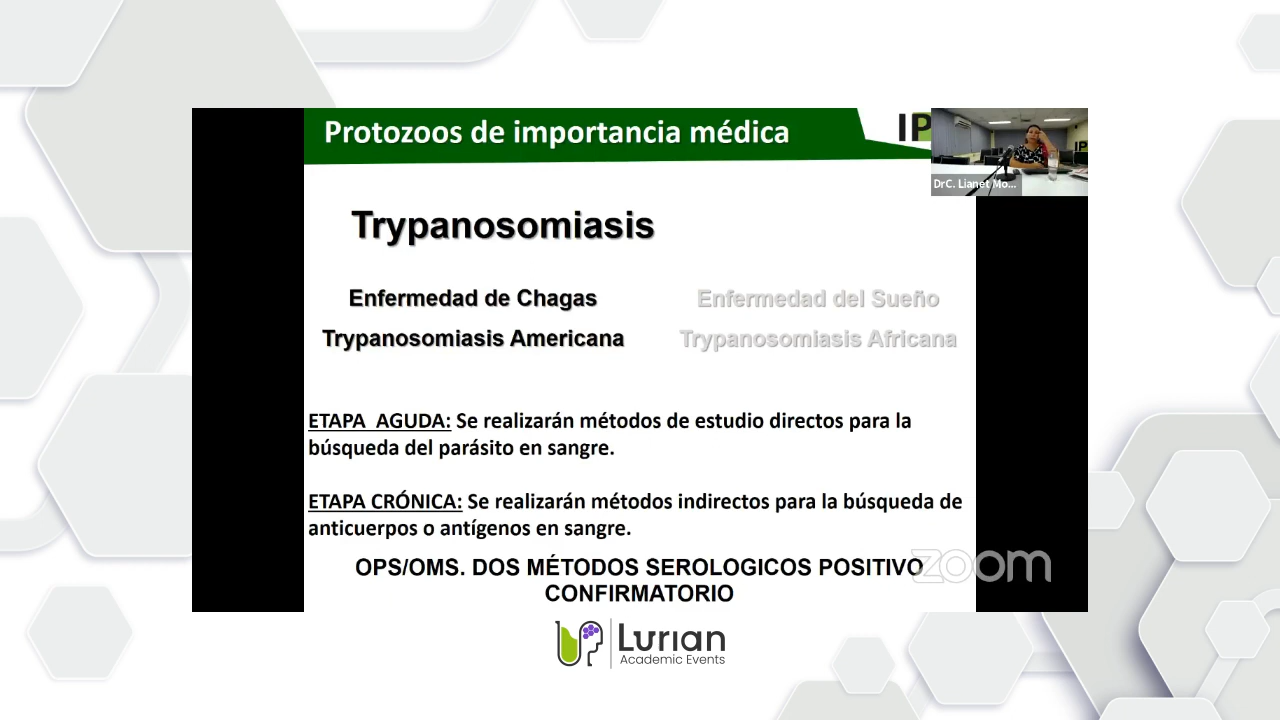 Protozoos de importancia médica
IP
DrC. Lianet Mo...
Trypanosomiasis
Enfermedad de Chagas
Enfermedad del Sueño
Trypanosomiasis Americana
Trypanosomiasis Africana
ETAPA AGUDA: Se realizarán métodos de estudio directos para la
búsqueda del parásito en sangre.
ETAPA CRÓNICA: Se realizarán métodos indirectos para la búsqueda de
anticuerpos o antígenos en sangre.
OPS/OMS. DOS MÉTODOS SEROLOGICOS POSITIVO
CONFIRMATORIO
zoom
Lurian
Academic Events